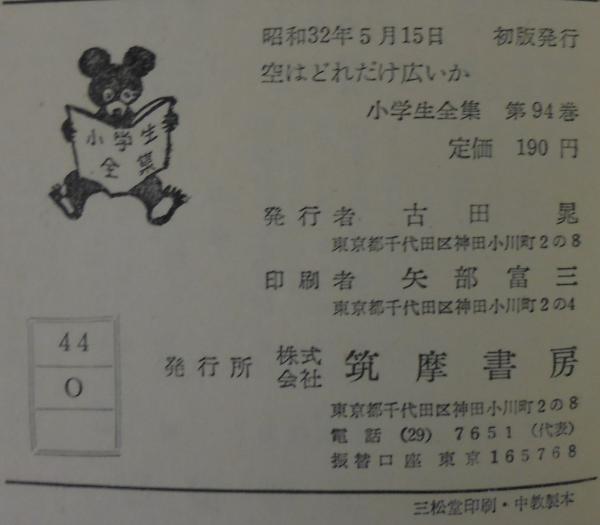 昭和32年5月15日　初版発行
空はどれだけ広いか
小学生全集　第94巻
定価　190円
小学生
全集
発行者　古田　晁
東京都千代田区神田小川町2の8
印刷者　矢部富三
東京都千代田区神田小川町2の4
44
O
発行所　株式会社　筑摩書房
東京都千代田区神田小川町2の8
電話　(29)　7651　(代表)
振替口座　東京　165768
三松堂印刷・中教製本